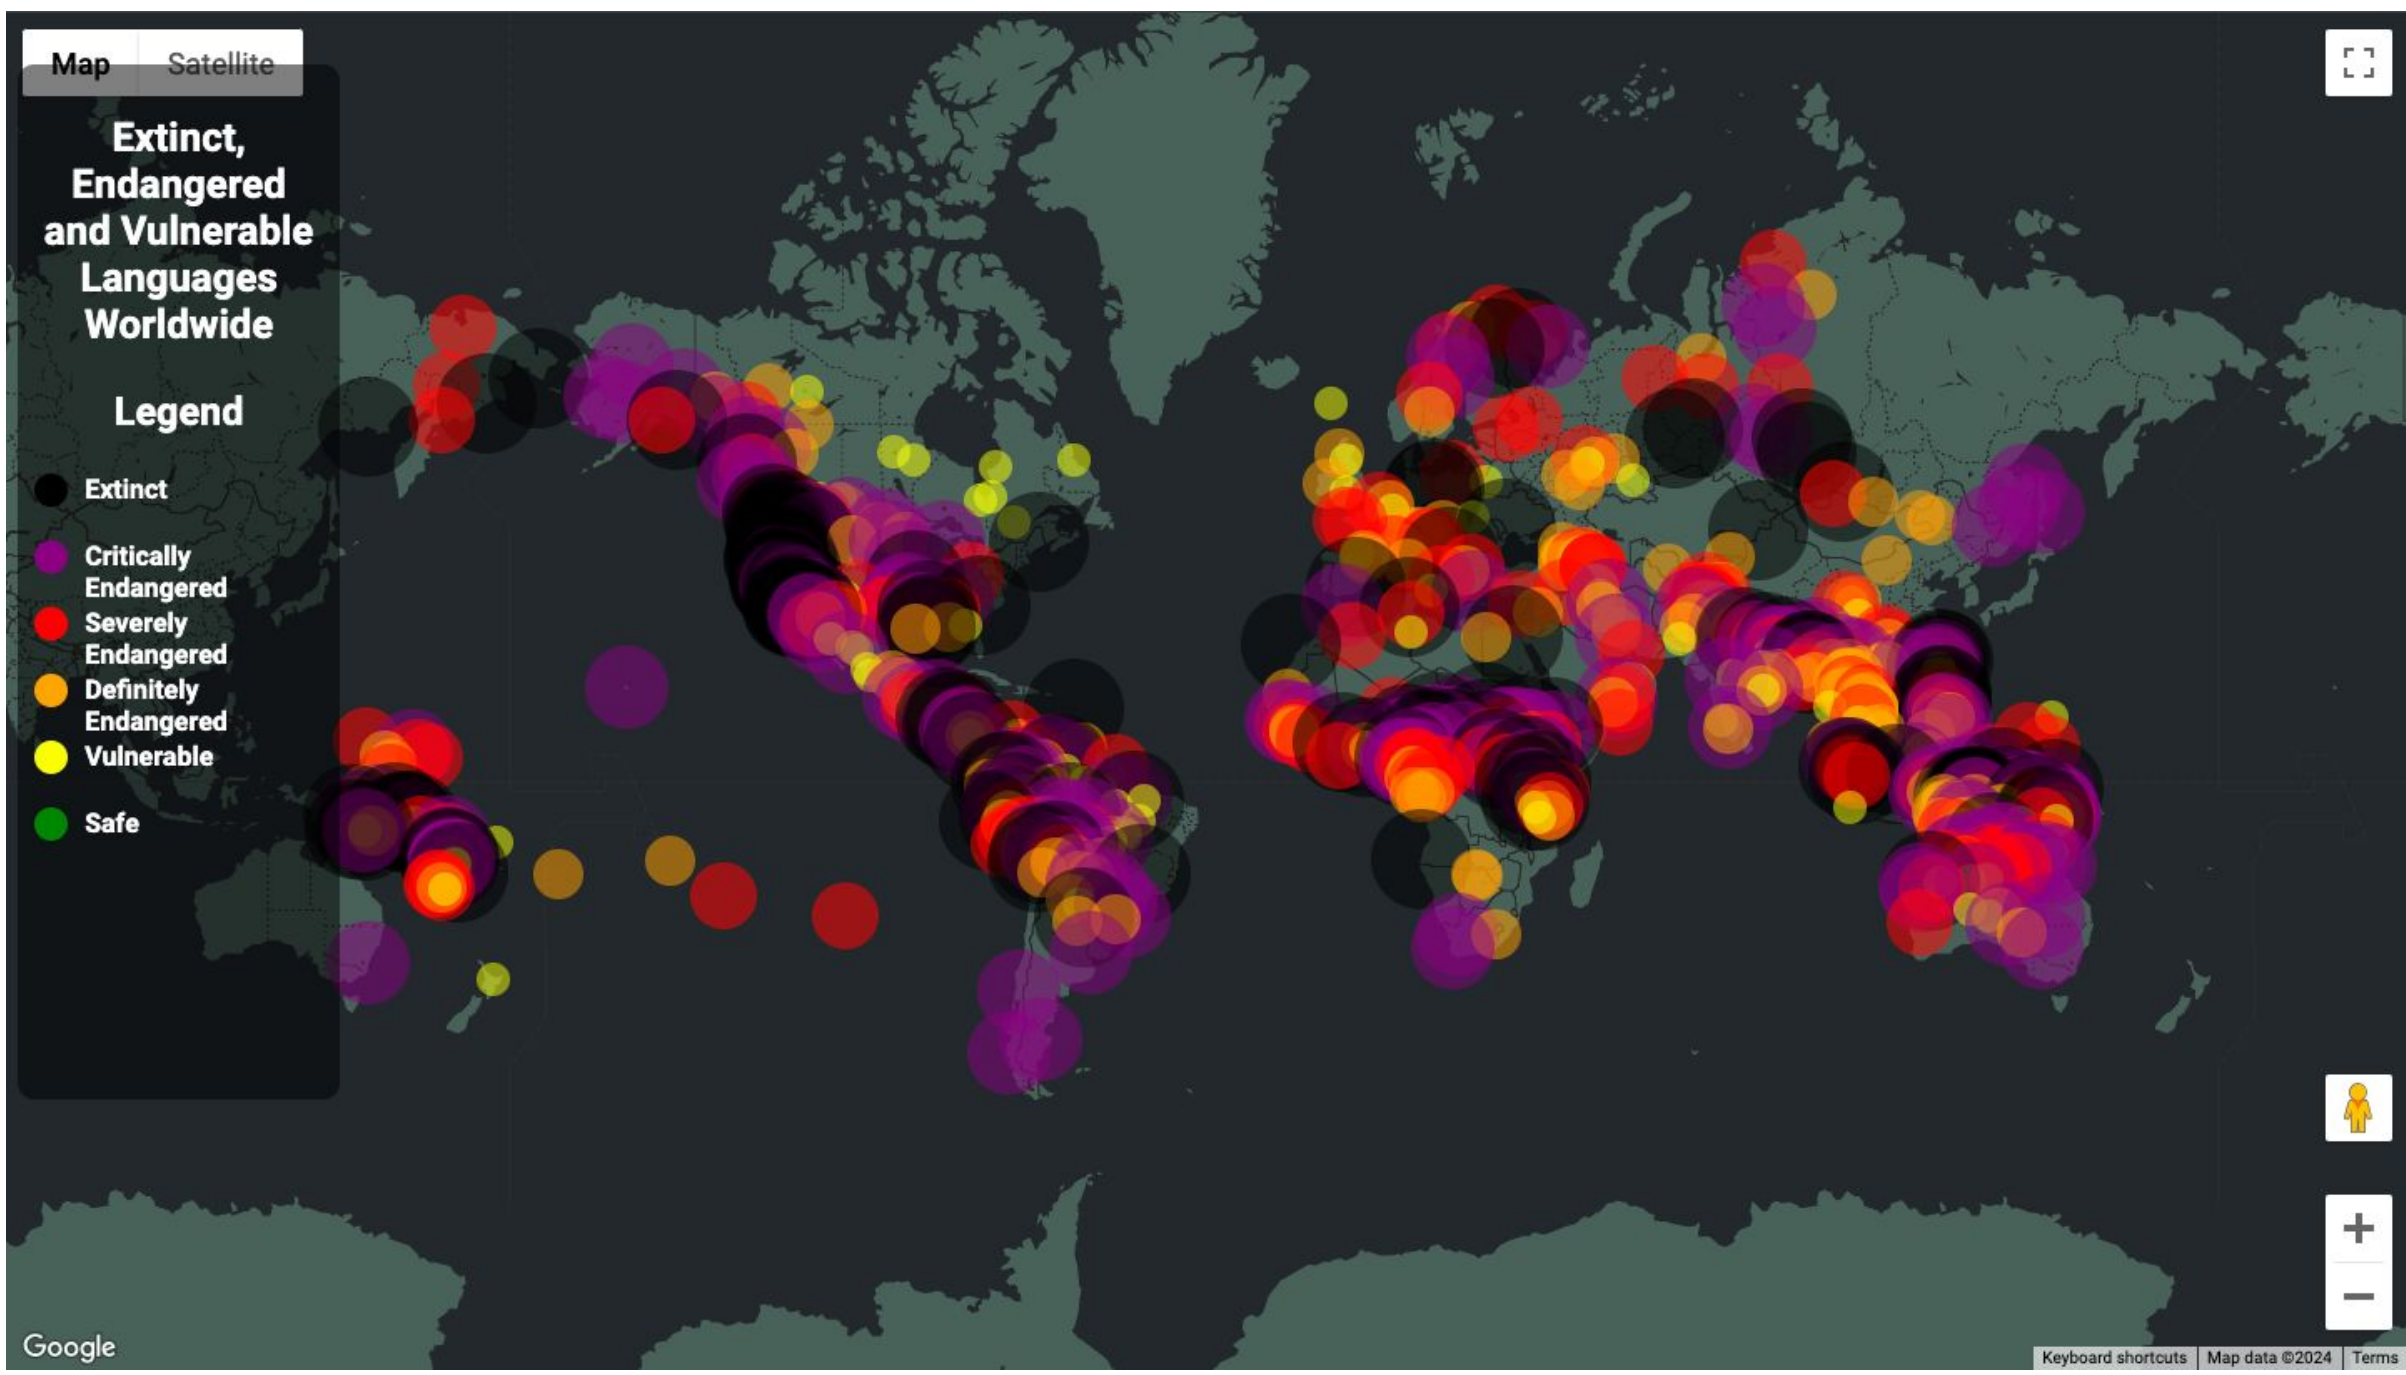 Map
Satellite
Extinct,
Endangered
and Vulnerable
Languages
Worldwide
Legend
Extinct
Critically
Endangered
Severely
Endangered
Definitely
Endangered
Vulnerable
Safe
Google
Keyboard shortcuts
Map data ©2024
Terms